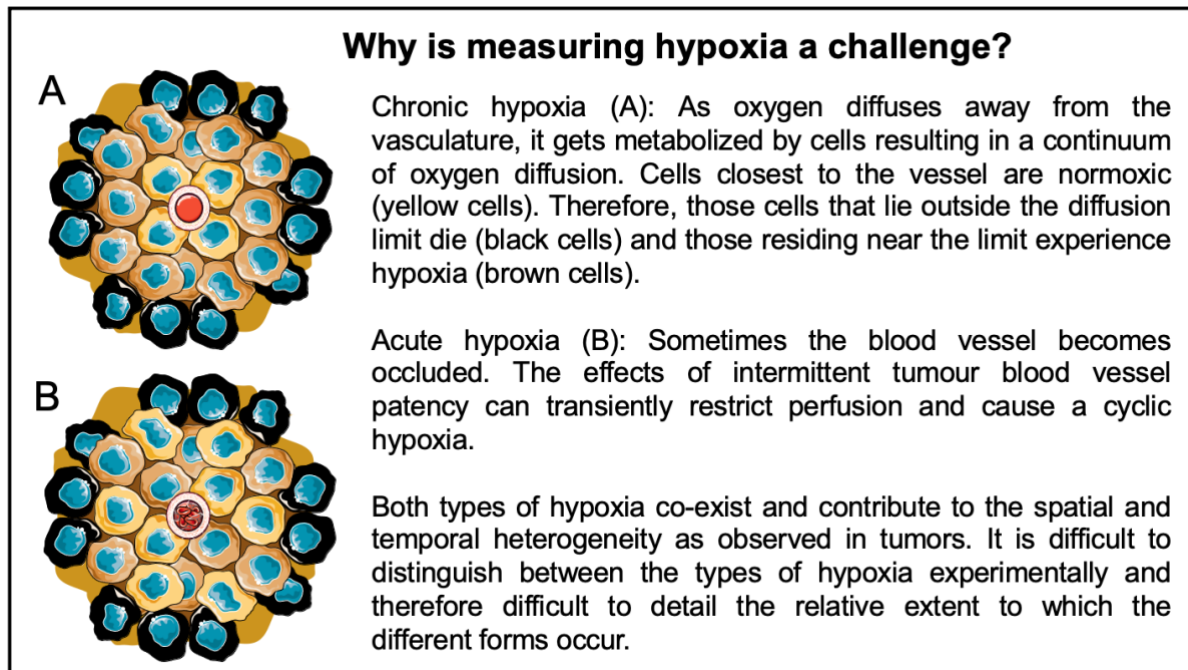 Why is measuring hypoxia a challenge?
A
Chronic hypoxia (A): As oxygen diffuses away from the
vasculature, it gets metabolized by cells resulting in a continuum
of oxygen diffusion. Cells closest to the vessel are normoxic
(yellow cells). Therefore, those cells that lie outside the diffusion
limit die (black cells) and those residing near the limit experience
hypoxia (brown cells).
B
Acute hypoxia (B): Sometimes the blood vessel becomes
occluded. The effects of intermittent tumour blood vessel
patency can transiently restrict perfusion and cause a cyclic
hypoxia.
Both types of hypoxia co-exist and contribute to the spatial and
temporal heterogeneity as observed in tumors. It is difficult to
distinguish between the types of hypoxia experimentally and
therefore difficult to detail the relative extent to which the
different forms occur.